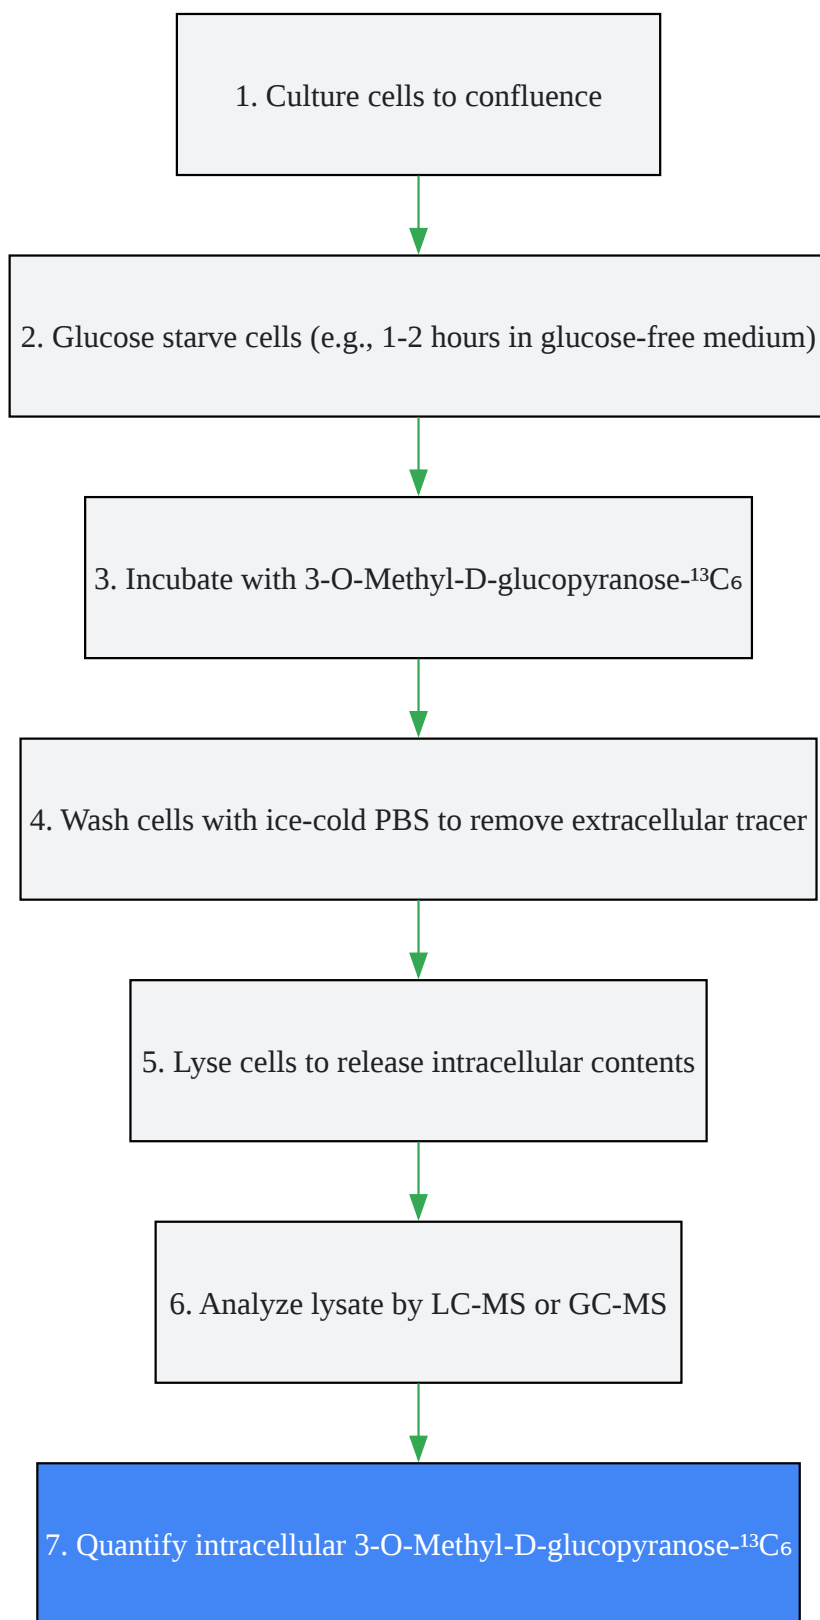 1. Culture cells to confluence
2. Glucose starve cells (e.g., 1-2 hours in glucose-free medium)
3. Incubate with 3-O-Methyl-D-glucopyranose-¹³C₆
4. Wash cells with ice-cold PBS to remove extracellular tracer
5. Lyse cells to release intracellular contents
6. Analyze lysate by LC-MS or GC-MS
7. Quantify intracellular 3-O-Methyl-D-glucopyranose-¹³C₆